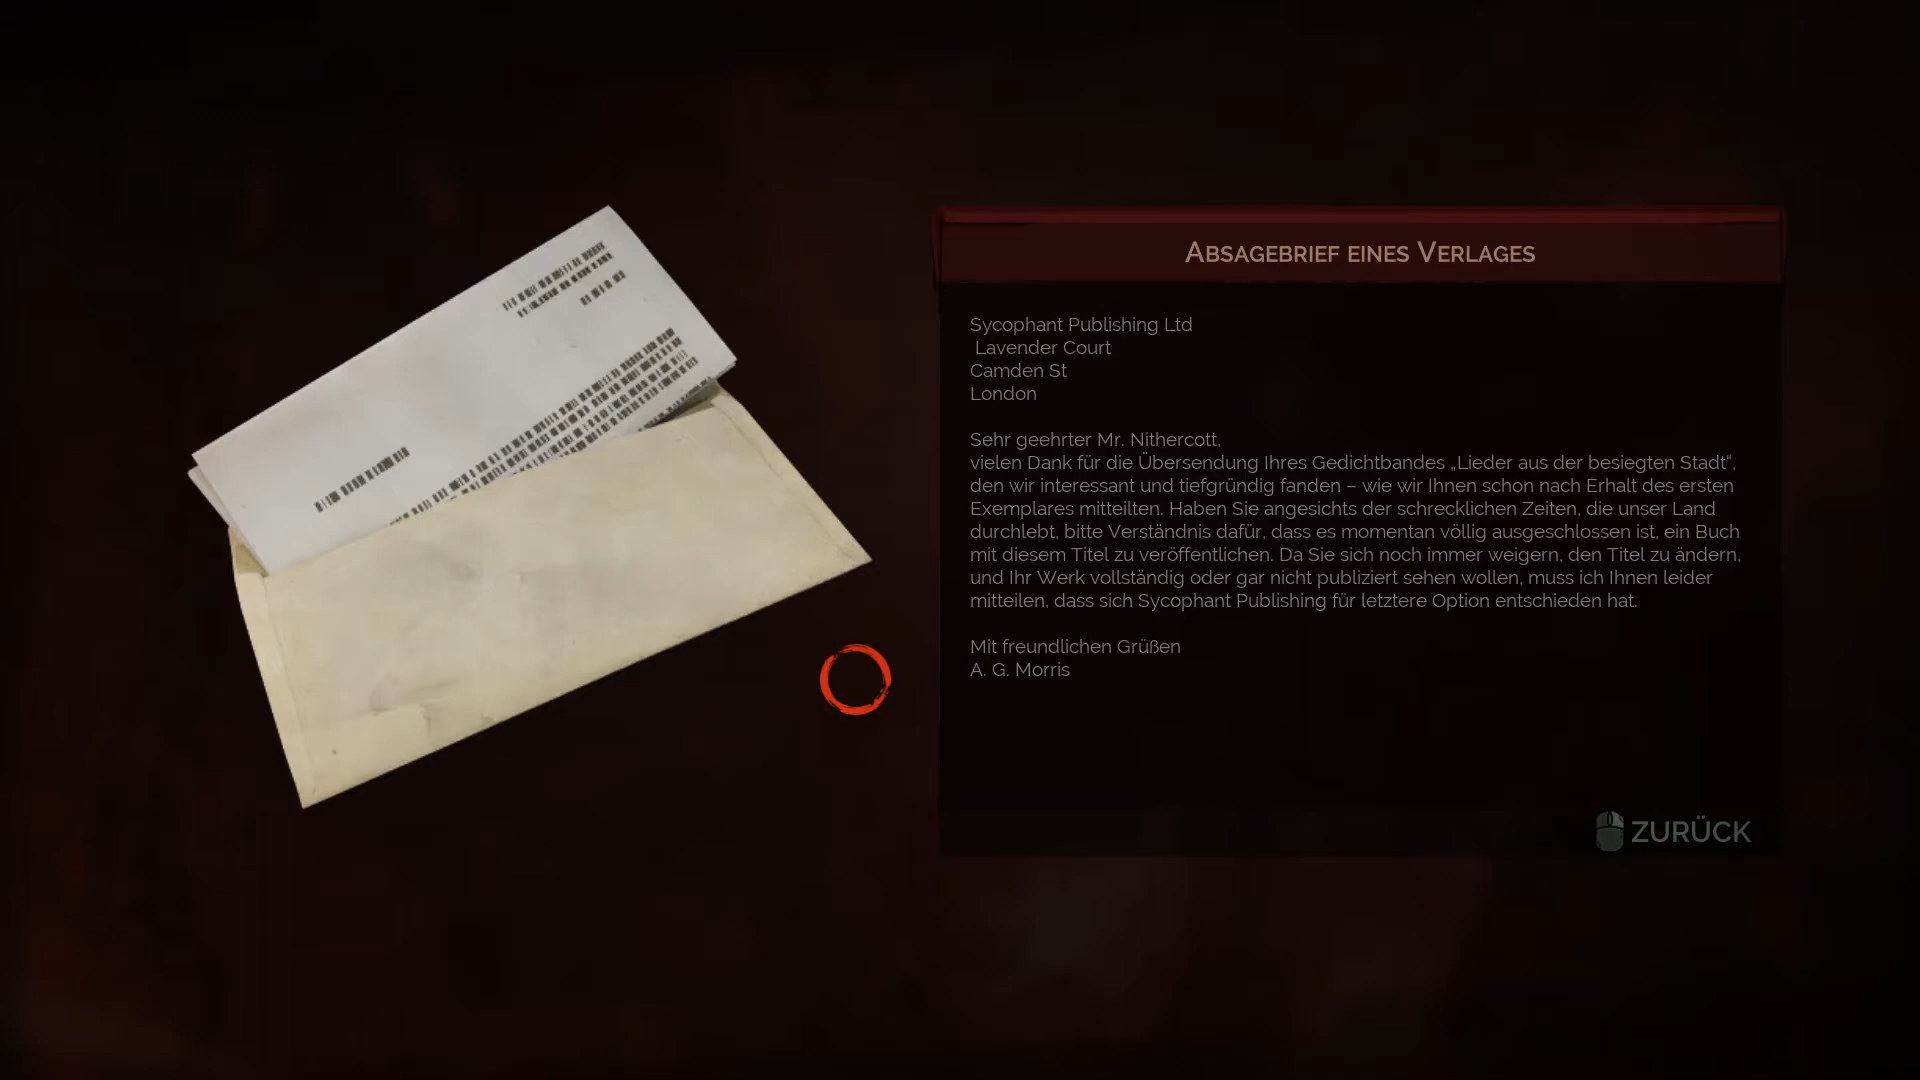 Absagebrief eines Verlages
Sycophant Publishing Ltd
Lavender Court
Camden St
London
Sehr geehrter Mr. Nithercott,
vielen Dank für die Übersendung Ihres Gedichtbandes „Lieder aus der besiegten Stadt“,
den wir interessant und tiefgründig fanden – wie wir Ihnen schon nach Erhalt des ersten
Exemplares mitteilten. Haben Sie angesichts der schrecklichen Zeiten, die unser Land
durchlebt, bitte Verständnis dafür, dass es momentan völlig ausgeschlossen ist, ein Buch
mit diesem Titel zu veröffentlichen. Da Sie sich noch immer weigern, den Titel zu ändern,
und Ihr Werk vollständig oder gar nicht publiziert sehen wollen, muss ich Ihnen leider
mitteilen, dass sich Sycophant Publishing für letztere Option entschieden hat.
Mit freundlichen Grüßen
A. G. Morris
ZURÜCK